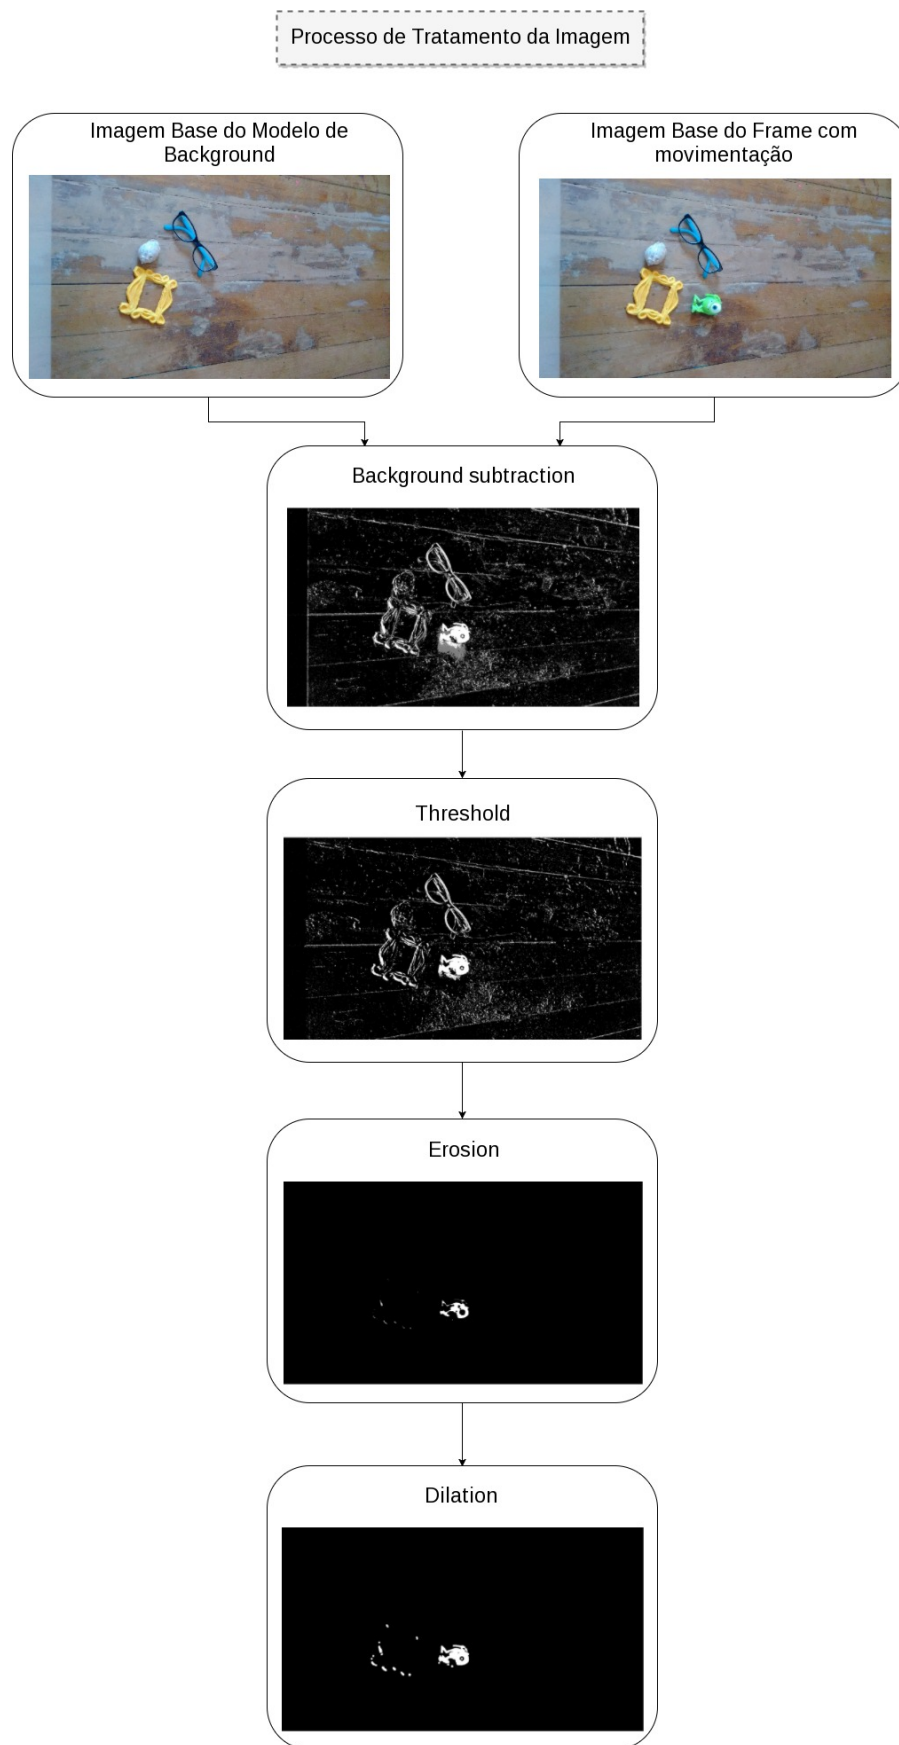 Processo de Tratamento da Imagem
Imagem Base do Modelo de
Background
Imagem Base do Frame com
movimentação
Background subtraction
Threshold
Erosion
Dilation